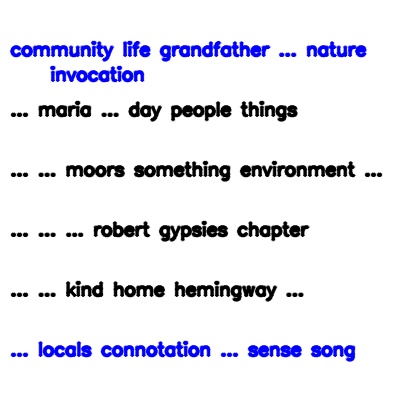 community life grandfather ... nature
invocation
... maria ... day people things
... ... moors something environment ...
... ... ... robert gypsies chapter
... ... kind home hemingway ...
... locals connotation ... sense song